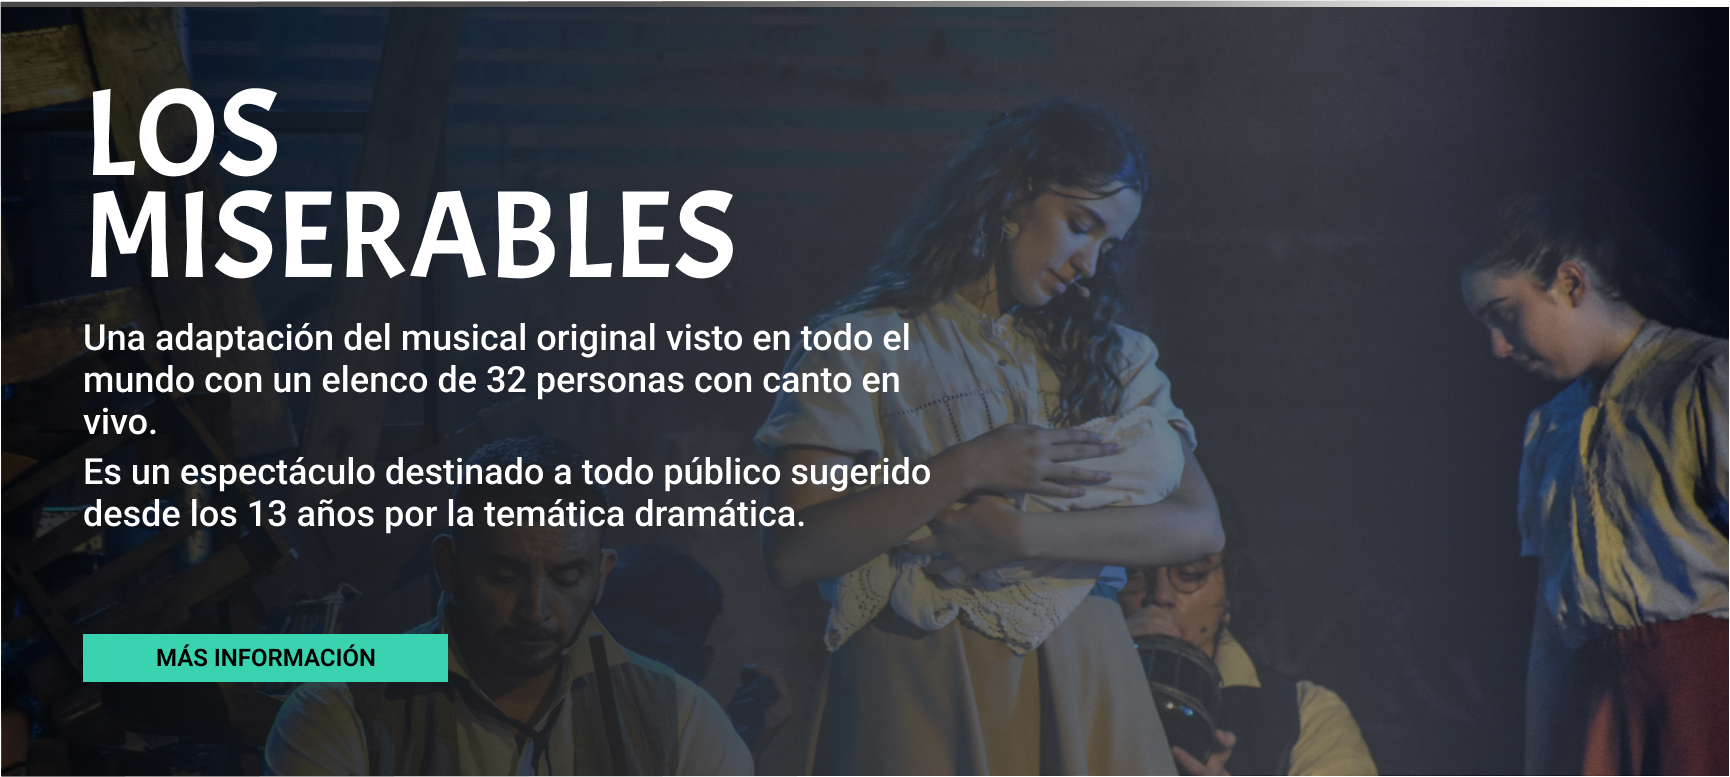 LOS
MISERABLES
Una adaptación del musical original visto en todo el
mundo con un elenco de 32 personas con canto en
vivo.
Es un espectáculo destinado a todo público sugerido
desde los 13 años por la temática dramática.
MÁS INFORMACIÓN